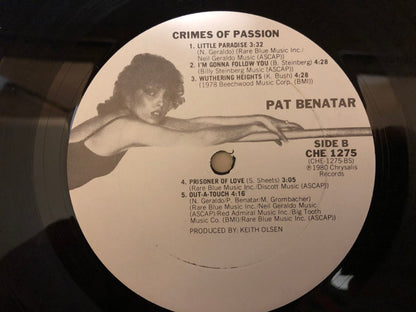 CRIMES OF PASSION
1. LITTLE PARADISE 3:32
(N. Geraldo) (Rare Blue Music Inc./
Neil Geraldo Music (ASCAP))
2. I'M GONNA FOLLOW YOU (B. Steinberg) 4:28
(Billy Steinberg Music (ASCAP))
3. WUTHERING HEIGHTS (K. Bush) 4:28
(1978 Beechwood Music Corp. (BMI))
PAT BENATAR
SIDE B
CHE 1275
(CHE-1275-BS)
℗1980 Chrysalis
Records
4. PRISONER OF LOVE (S. Sheets) 3:05
(Rare Blue Music Inc./Discott Music (ASCAP))
5. OUT-A-TOUCH 4:16
(N. Geraldo/P. Benatar/M. Grombacher)
(Rare Blue Music Inc./Neil Geraldo Music
(ASCAP)/Red Admiral Music Inc./Big Tooth
Music Co. (BMI)/Rare Blue Music Inc. (ASCAP))
PRODUCED BY: KEITH OLSEN